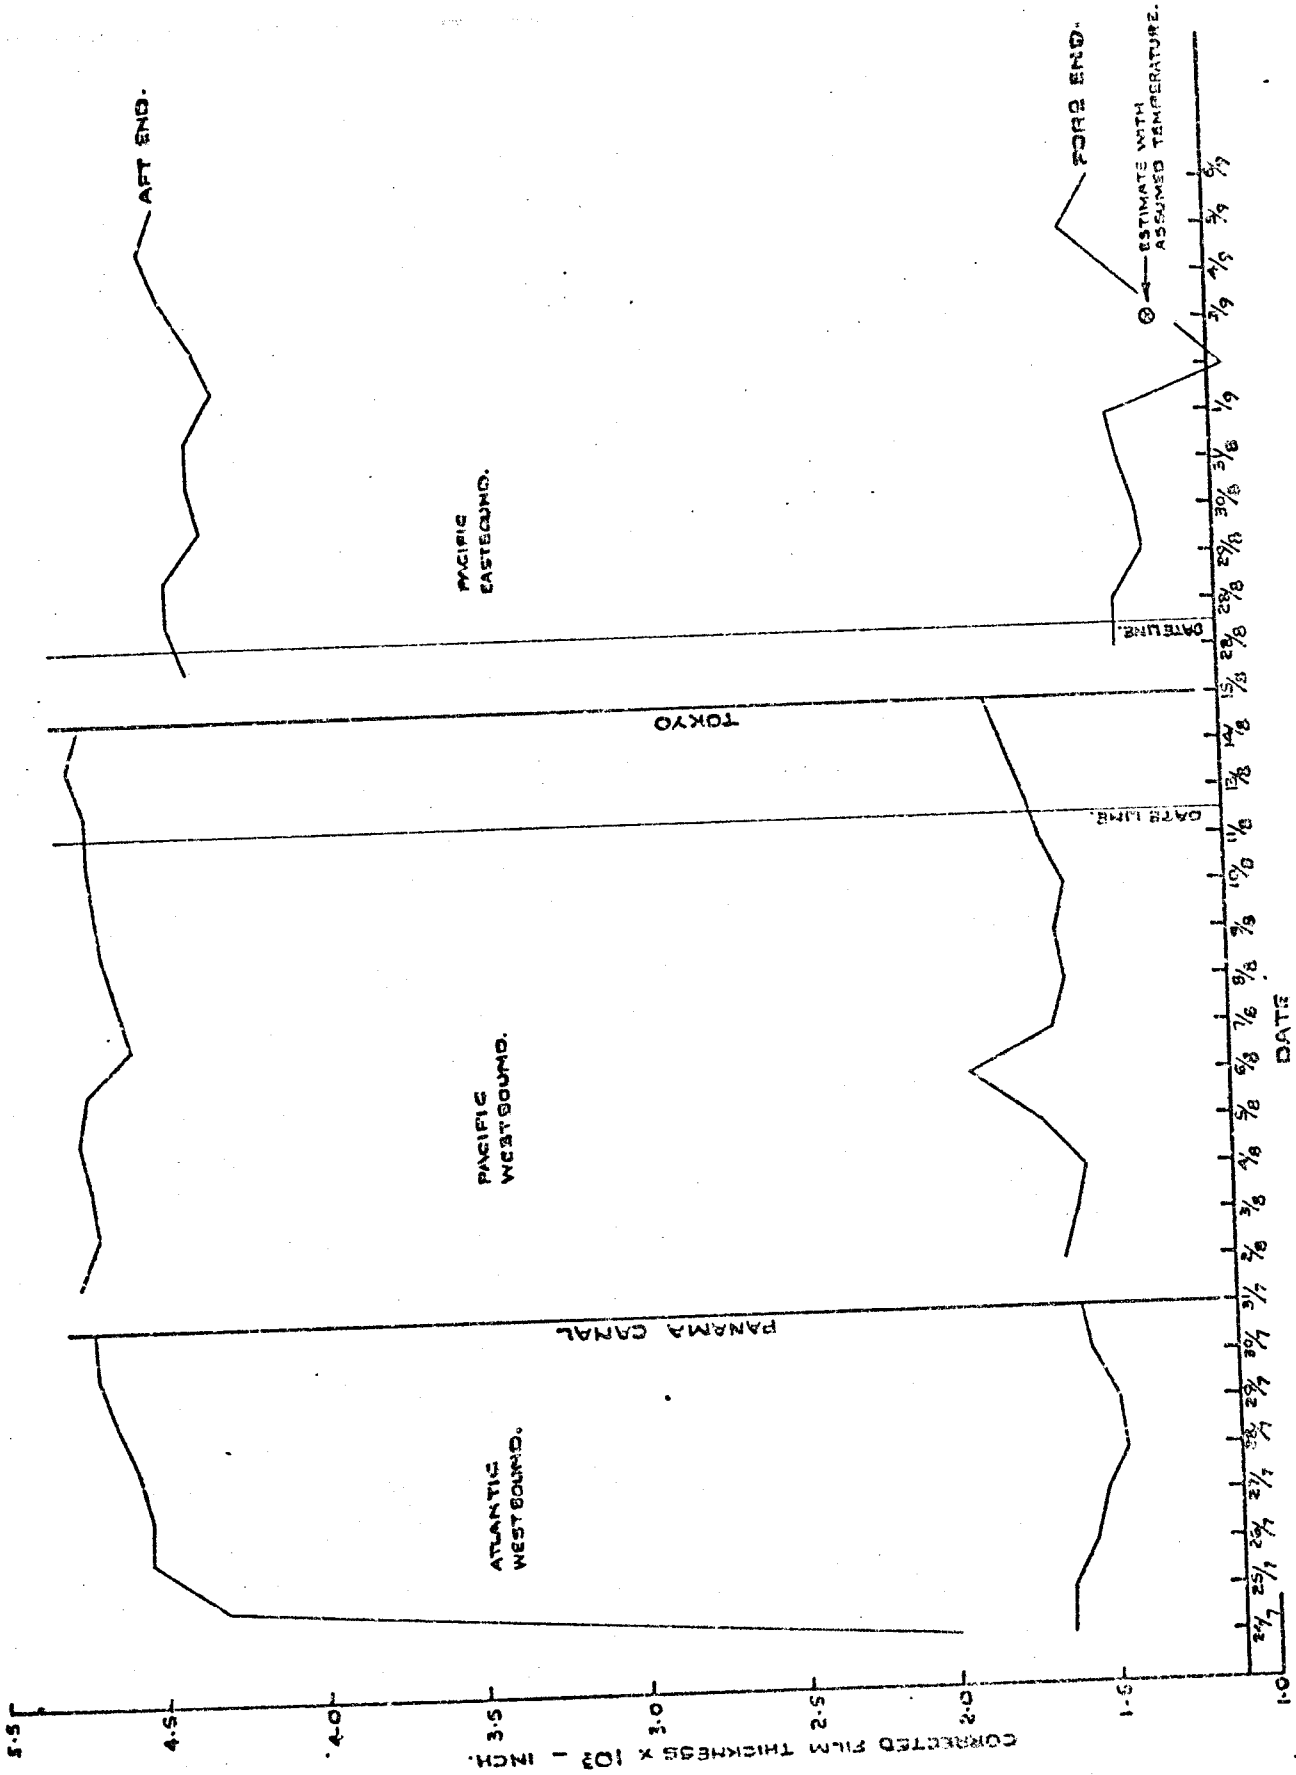 AFT END.
FORE END.
ESTIMATE WITH
ASSUMED TEMPERATURE.
PACIFIC
EASTBOUND.
DATE LINE.
TOKYO
DATE LINE.
PACIFIC
WESTBOUND.
PANAMA CANAL
ATLANTIC
WESTBOUND.
CORRECTED FILM THICKNESS × 10³ – INCH.
5.5
4.5
4.0
3.5
3.0
2.5
2.0
1.5
1.0
24/7 25/7 26/7 27/7 28/7 29/7 30/7 31/7 2/8 3/8 4/8 5/8 6/8 7/8 8/8 9/8 10/8 11/8 13/8 14/8 15/8 28/8 28/8 29/8 30/8 31/8 1/9 3/9 4/9 5/9 6/9
DATE